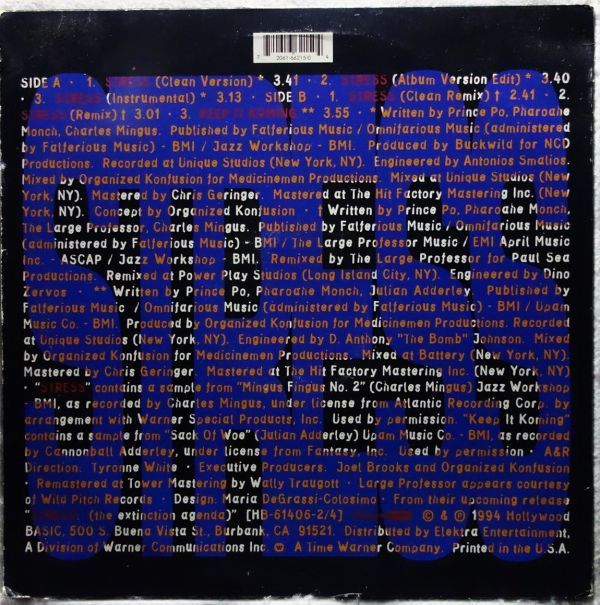 7 2061-66215-0 4
SIDE A • 1. STRESS (Clean Version) * 3.41 • 2. STRESS (Album Version Edit) * 3.40
• 3. STRESS (Instrumental) * 3.13 SIDE B • 1. STRESS (Clean Remix) † 2.41 • 2.
STRESS (Remix) † 3.01 • 3. KEEP IT KOMING ** 3.55 • * Written by Prince Po, Pharoahe
Monch, Charles Mingus. Published by Falferious Music / Omnifarious Music (administered
by Falferious Music) - BMI / Jazz Workshop - BMI. Produced by Buckwild for NCD
Productions. Recorded at Unique Studios (New York, NY). Engineered by Antonios Smalios.
Mixed by Organized Konfusion for Medicinemen Productions. Mixed at Unique Studios (New
York, NY). Mastered by Chris Geringer. Mastered at The Hit Factory Mastering Inc. (New
York, NY). Concept by Organized Konfusion • † Written by Prince Po, Pharoahe Monch,
The Large Professor, Charles Mingus. Published by Falferious Music / Omnifarious Music
(administered by Falferious Music) - BMI / The Large Professor Music / EMI April Music
Inc. - ASCAP / Jazz Workshop - BMI. Remixed by The Large Professor for Paul Sea
Productions. Remixed at Power Play Studios (Long Island City, NY). Engineered by Dino
Zervos • ** Written by Prince Po, Pharoahe Monch, Julian Adderley. Published by
Falferious Music / Omnifarious Music (administered by Falferious Music) - BMI / Upam
Music Co. - BMI. Produced by Organized Konfusion for Medicinemen Productions. Recorded
at Unique Studios (New York, NY). Engineered by D. Anthony "The Bomb" Johnson. Mixed
by Organized Konfusion for Medicinemen Productions. Mixed at Battery (New York, NY).
Mastered by Chris Geringer. Mastered at The Hit Factory Mastering Inc. (New York, NY)
• "STRESS" contains a sample from "Mingus Fingus No. 2" (Charles Mingus) Jazz Workshop
- BMI, as recorded by Charles Mingus, under license from Atlantic Recording Corp. by
arrangement with Warner Special Products, Inc. Used by permission. "Keep It Koming"
contains a sample from "Sack Of Woe" (Julian Adderley) Upam Music Co. - BMI, as recorded
by Cannonball Adderley, under license from Fantasy, Inc. Used by permission • A&R
Direction: Tyronne White • Executive Producers: Joel Brooks and Organized Konfusion
• Remastered at Tower Mastering by Wally Traugott • Large Professor appears courtesy
of Wild Pitch Records • Design: Maria DeGrassi-Colosimo • From their upcoming release
"STRESS (the extinction agenda)" [HB-61406-2/4] © & ℗ 1994 Hollywood
BASIC, 500 S. Buena Vista St., Burbank, CA 91521. Distributed by Elektra Entertainment,
A Division of Warner Communications Inc. A Time Warner Company. Printed in the U.S.A.
STRESS